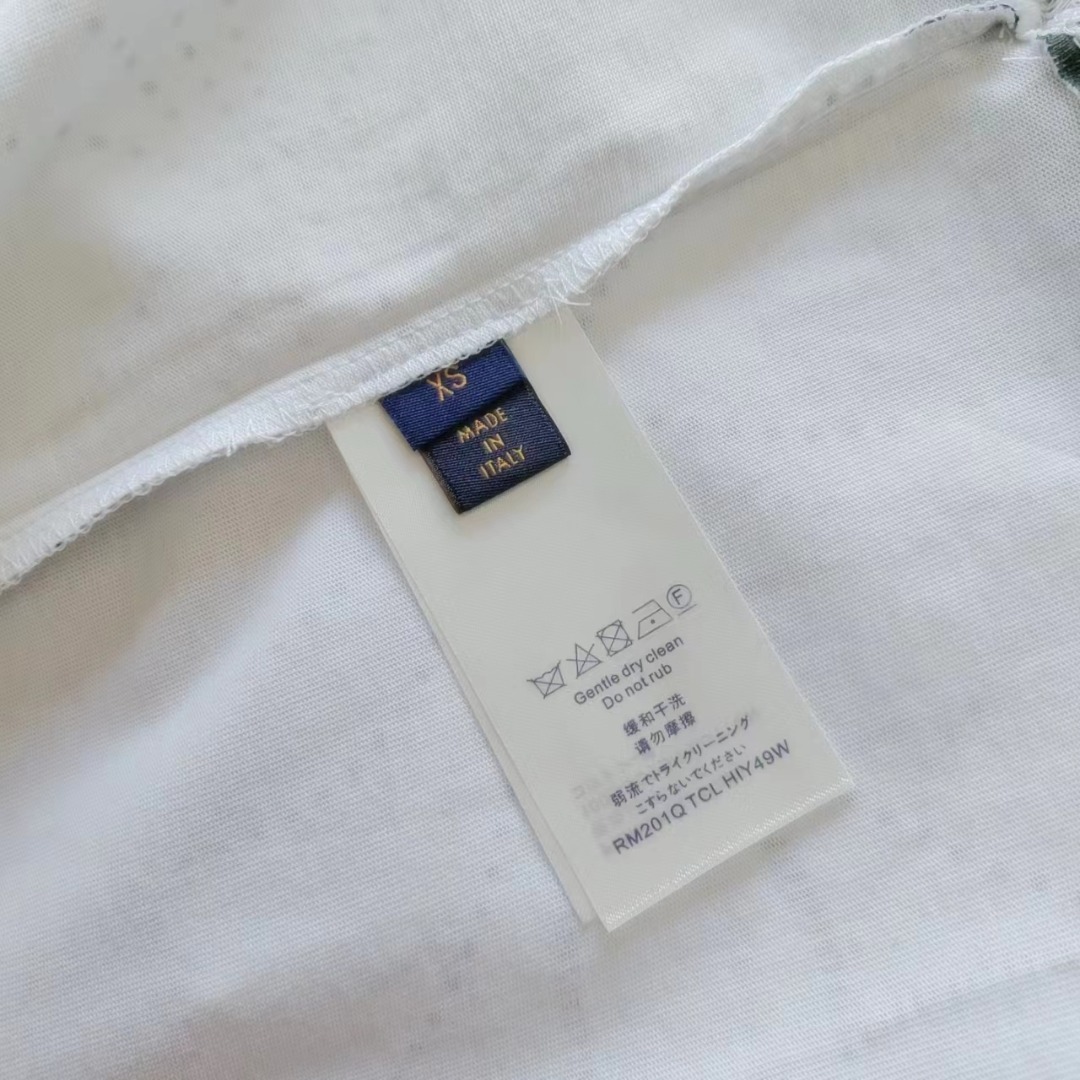 XS
MADE
IN
ITALY
F
Gentle dry clean
Do not rub
缓和干洗
请勿摩擦
弱流でトライクリーニング
こすらないでください
RM201Q TCL HIY49W